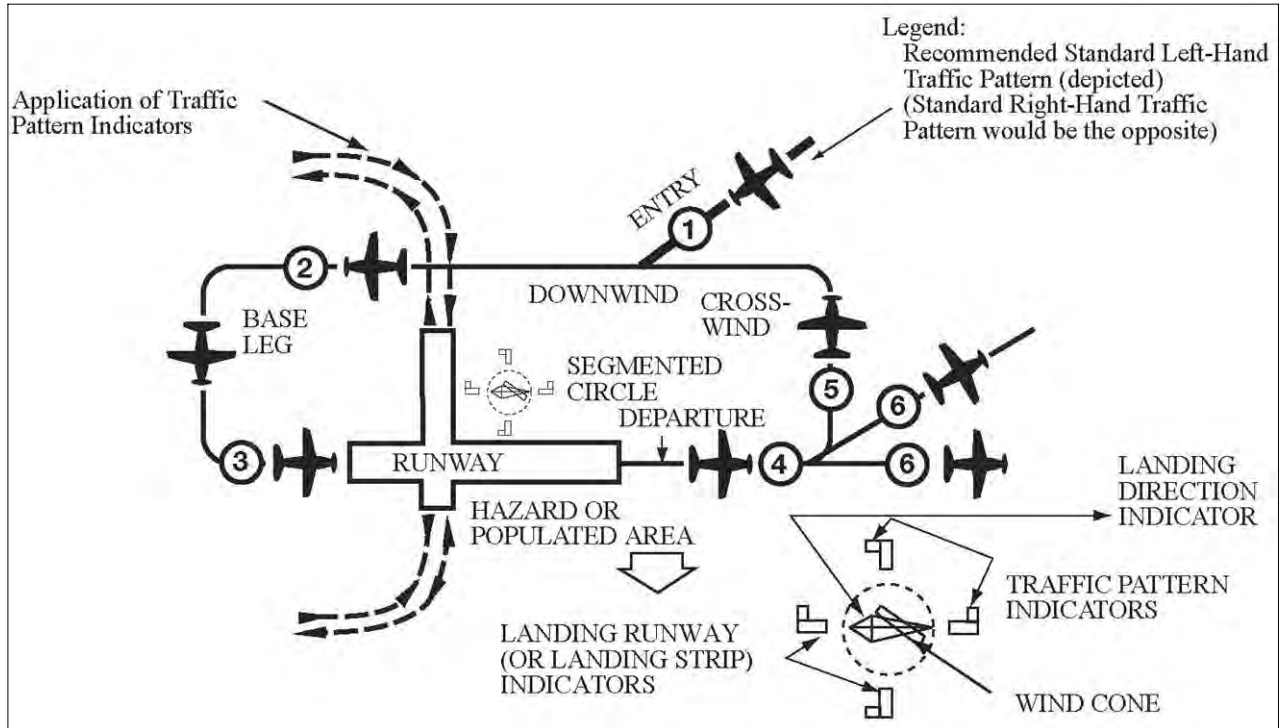 Legend:
Recommended Standard Left-Hand
Traffic Pattern (depicted)
(Standard Right-Hand Traffic
Pattern would be the opposite)
Application of Traffic
Pattern Indicators
ENTRY
1
2
DOWNWIND
CROSS-
WIND
BASE
LEG
SEGMENTED
CIRCLE
5
6
DEPARTURE
3
RUNWAY
4
6
LANDING
DIRECTION
INDICATOR
HAZARD OR
POPULATED AREA
TRAFFIC PATTERN
INDICATORS
LANDING RUNWAY
(OR LANDING STRIP)
INDICATORS
WIND CONE